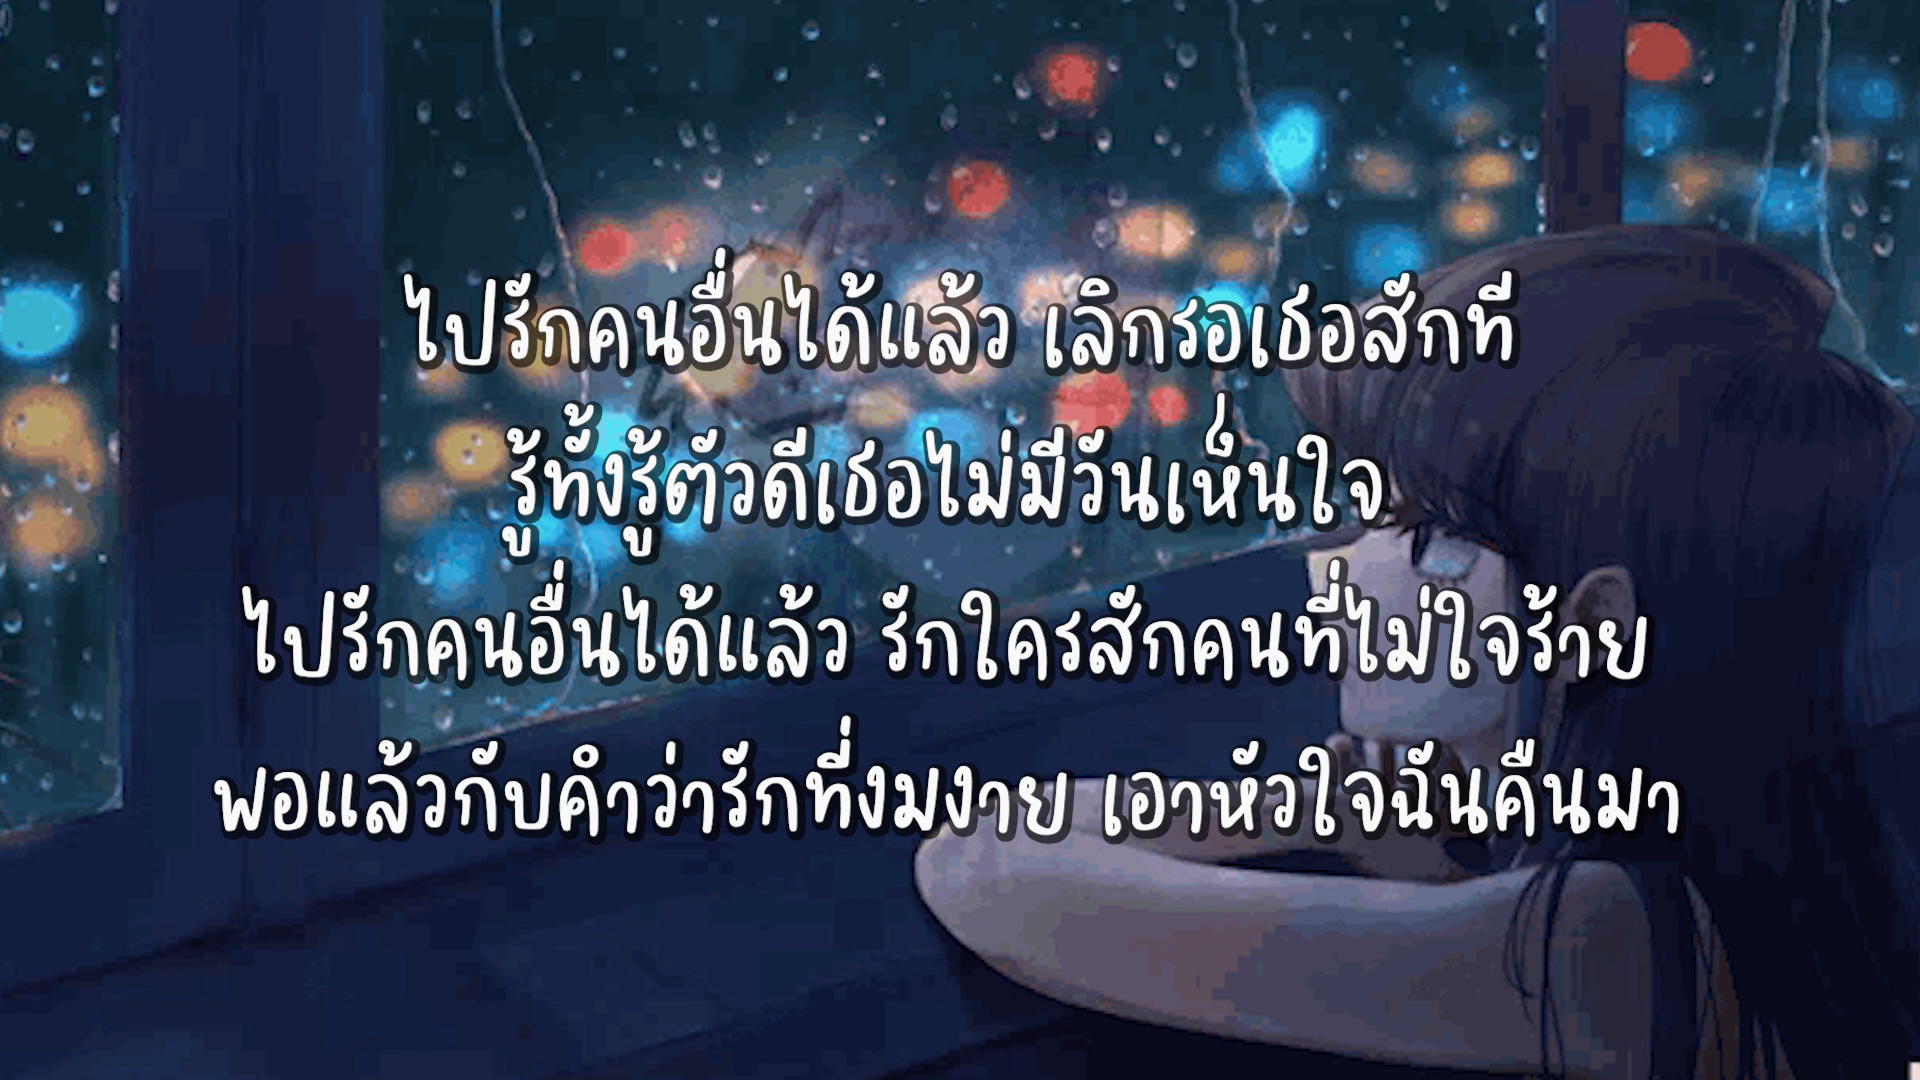 ไปรักคนอื่นได้แล้ว เลิกรอเธอสักที
รู้ทั้งรู้ตัวดีเธอไม่มีวันเห็นใจ
ไปรักคนอื่นได้แล้ว รักใครสักคนที่ไม่ใจร้าย
พอแล้วกับคำว่ารักที่งมงาย เอาหัวใจฉันคืนมา